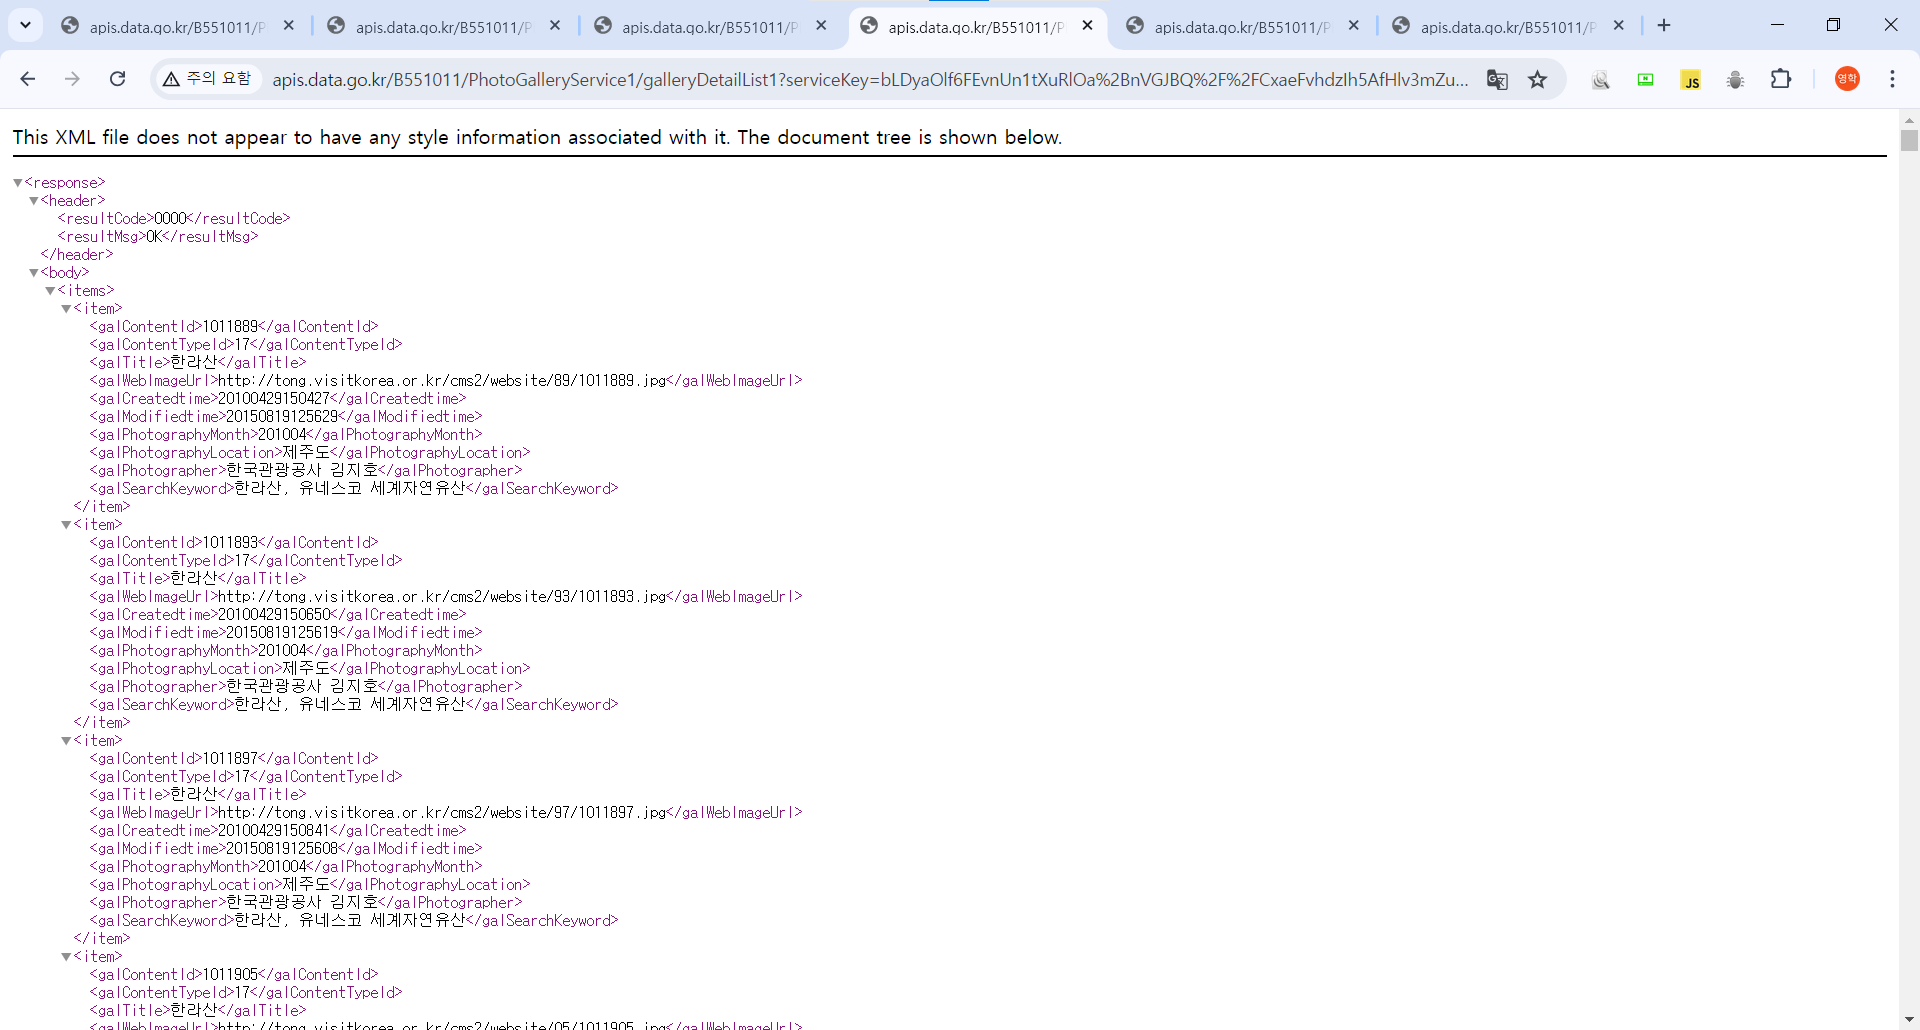 apis.data.go.kr/B551011/P
apis.data.go.kr/B551011/P
apis.data.go.kr/B551011/P
apis.data.go.kr/B551011/P
apis.data.go.kr/B551011/P
apis.data.go.kr/B551011/P
주의 요함
apis.data.go.kr/B551011/PhotoGalleryService1/galleryDetailList1?serviceKey=bLDyaOlf6FEvnUn1tXuRlOa%2BnVGJBQ%2F%2FCxaeFvhdzIh5AfHlv3mZu...
JS
영학
This XML file does not appear to have any style information associated with it. The document tree is shown below.
<response>
<header>
<resultCode>0000</resultCode>
<resultMsg>OK</resultMsg>
</header>
<body>
<items>
<item>
<galContentId>1011889</galContentId>
<galContentTypeId>17</galContentTypeId>
<galTitle>한라산</galTitle>
<galWebImageUrl>http://tong.visitkorea.or.kr/cms2/website/89/1011889.jpg</galWebImageUrl>
<galCreatedtime>20100429150427</galCreatedtime>
<galModifiedtime>20150819125629</galModifiedtime>
<galPhotographyMonth>201004</galPhotographyMonth>
<galPhotographyLocation>제주도</galPhotographyLocation>
<galPhotographer>한국관광공사 김지호</galPhotographer>
<galSearchKeyword>한라산, 유네스코 세계자연유산</galSearchKeyword>
</item>
<item>
<galContentId>1011893</galContentId>
<galContentTypeId>17</galContentTypeId>
<galTitle>한라산</galTitle>
<galWebImageUrl>http://tong.visitkorea.or.kr/cms2/website/93/1011893.jpg</galWebImageUrl>
<galCreatedtime>20100429150650</galCreatedtime>
<galModifiedtime>20150819125619</galModifiedtime>
<galPhotographyMonth>201004</galPhotographyMonth>
<galPhotographyLocation>제주도</galPhotographyLocation>
<galPhotographer>한국관광공사 김지호</galPhotographer>
<galSearchKeyword>한라산, 유네스코 세계자연유산</galSearchKeyword>
</item>
<item>
<galContentId>1011897</galContentId>
<galContentTypeId>17</galContentTypeId>
<galTitle>한라산</galTitle>
<galWebImageUrl>http://tong.visitkorea.or.kr/cms2/website/97/1011897.jpg</galWebImageUrl>
<galCreatedtime>20100429150841</galCreatedtime>
<galModifiedtime>20150819125608</galModifiedtime>
<galPhotographyMonth>201004</galPhotographyMonth>
<galPhotographyLocation>제주도</galPhotographyLocation>
<galPhotographer>한국관광공사 김지호</galPhotographer>
<galSearchKeyword>한라산, 유네스코 세계자연유산</galSearchKeyword>
</item>
<item>
<galContentId>1011905</galContentId>
<galContentTypeId>17</galContentTypeId>
<galTitle>한라산</galTitle>
<galWebImageUrl>http://tong.visitkorea.or.kr/cms2/website/05/1011905.jpg</galWebImageUrl>